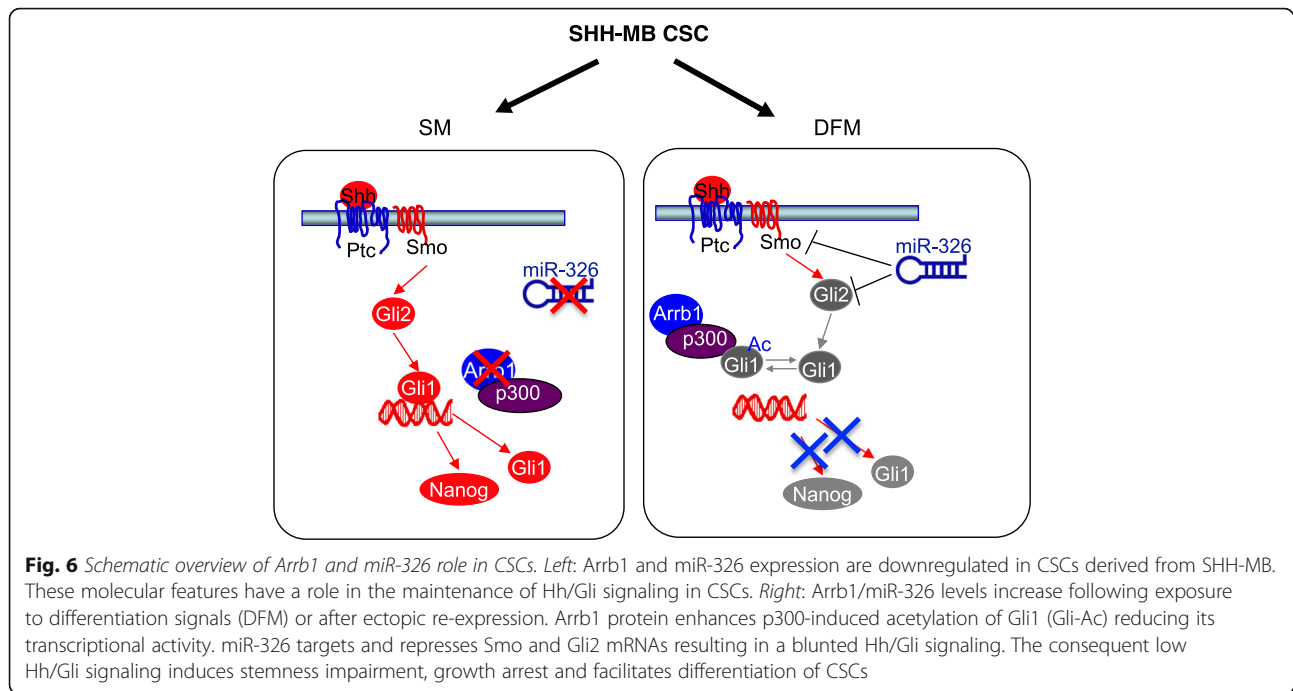 SHH-MB CSC
SM
DFM
Shh
Ptc
Smo
miR-326
Gli2
Gli1
Arrb1
p300
Gli1
Nanog
Shh
Ptc
Smo
miR-326
Gli2
Arrb1
p300
Ac
Gli1
Gli1
Gli1
Nanog
Fig. 6 Schematic overview of Arrb1 and miR-326 role in CSCs. Left: Arrb1 and miR-326 expression are downregulated in CSCs derived from SHH-MB.
These molecular features have a role in the maintenance of Hh/Gli signaling in CSCs. Right: Arrb1/miR-326 levels increase following exposure
to differentiation signals (DFM) or after ectopic re-expression. Arrb1 protein enhances p300-induced acetylation of Gli1 (Gli-Ac) reducing its
transcriptional activity. miR-326 targets and represses Smo and Gli2 mRNAs resulting in a blunted Hh/Gli signaling. The consequent low
Hh/Gli signaling induces stemness impairment, growth arrest and facilitates differentiation of CSCs